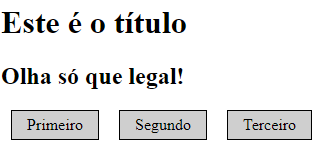 Este é o título
Olha só que legal!
Primeiro Segundo Terceiro